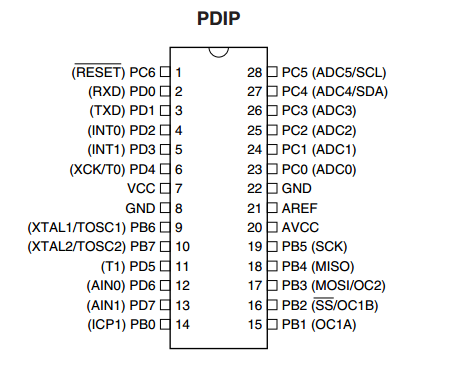 PDIP
(RESET) PC6 1 28 PC5 (ADC5/SCL)
(RXD) PD0 2 27 PC4 (ADC4/SDA)
(TXD) PD1 3 26 PC3 (ADC3)
(INT0) PD2 4 25 PC2 (ADC2)
(INT1) PD3 5 24 PC1 (ADC1)
(XCK/T0) PD4 6 23 PC0 (ADC0)
VCC 7 22 GND
GND 8 21 AREF
(XTAL1/TOSC1) PB6 9 20 AVCC
(XTAL2/TOSC2) PB7 10 19 PB5 (SCK)
(T1) PD5 11 18 PB4 (MISO)
(AIN0) PD6 12 17 PB3 (MOSI/OC2)
(AIN1) PD7 13 16 PB2 (SS/OC1B)
(ICP1) PB0 14 15 PB1 (OC1A)